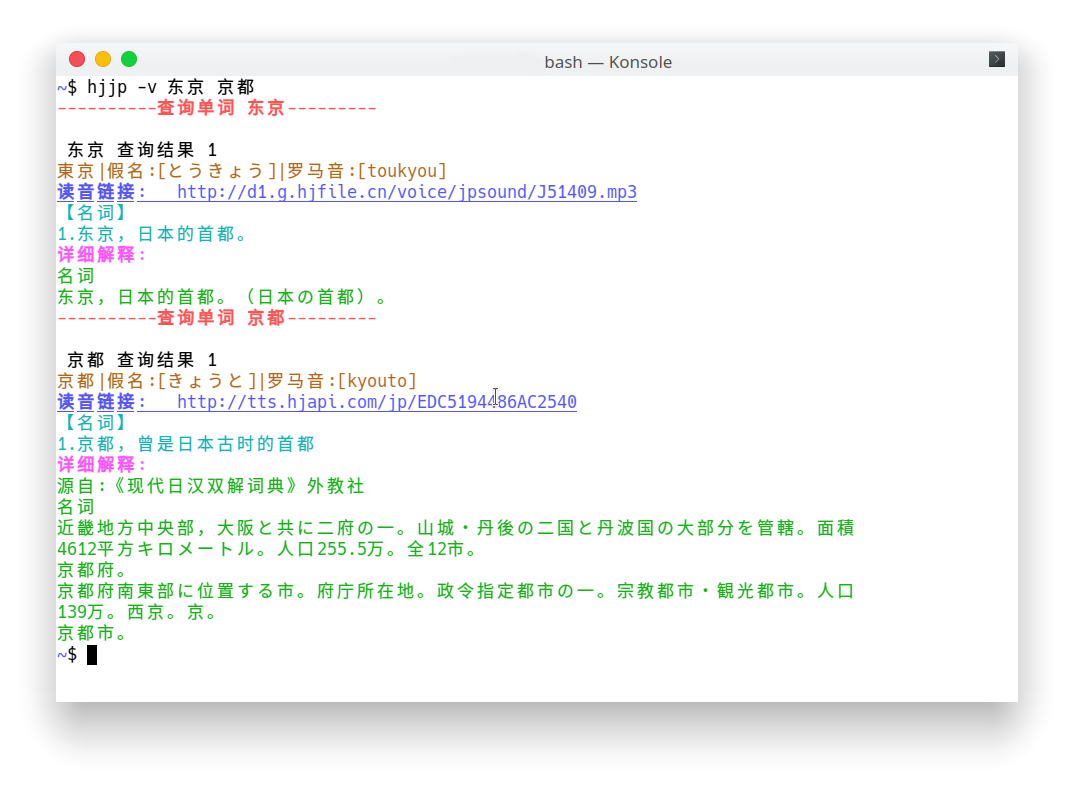 bash — Konsole
~$ hjjp -v 东京 京都
----------查询单词 东京---------
东京 查询结果 1
東京|假名:[とうきょう]|罗马音:[toukyou]
读音链接: http://d1.g.hjfile.cn/voice/jpsound/J51409.mp3
【名词】
1.东京，日本的首都。
详细解释:
名词
东京，日本的首都。（日本の首都）。
----------查询单词 京都---------
京都 查询结果 1
京都|假名:[きょうと]|罗马音:[kyouto]
读音链接: http://tts.hjapi.com/jp/EDC5194486AC2540
【名词】
1.京都，曾是日本古时的首都
详细解释:
源自:《现代日汉双解词典》外教社
名词
近畿地方中央部，大阪と共に二府の一。山城・丹後の二国と丹波国の大部分を管轄。面積
4612平方キロメートル。人口255.5万。全12市。
京都府。
京都府南東部に位置する市。府庁所在地。政令指定都市の一。宗教都市・観光都市。人口
139万。西京。京。
京都市。
~$